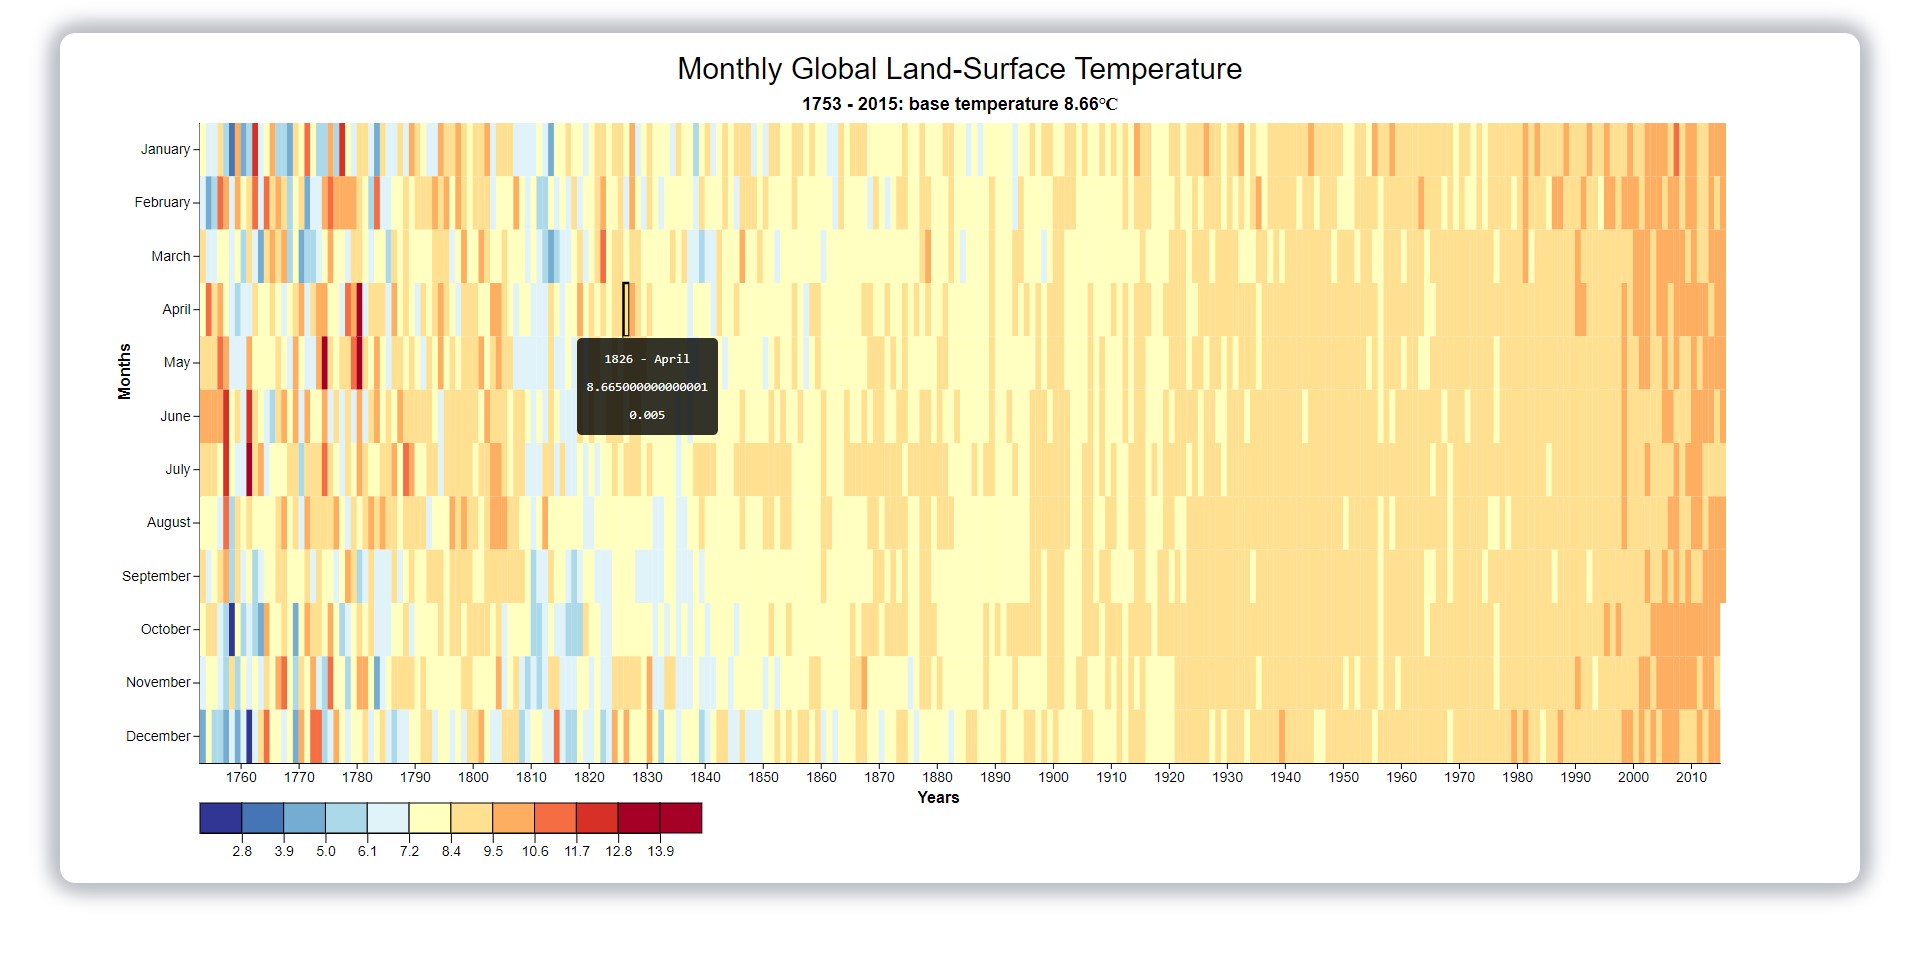 Monthly Global Land-Surface Temperature
1753 - 2015: base temperature 8.66℃
Months
January
February
March
April
May
June
July
August
September
October
November
December
1826 - April
8.665000000000001
0.005
1760 1770 1780 1790 1800 1810 1820 1830 1840 1850 1860 1870 1880 1890 1900 1910 1920 1930 1940 1950 1960 1970 1980 1990 2000 2010
Years
2.8 3.9 5.0 6.1 7.2 8.4 9.5 10.6 11.7 12.8 13.9